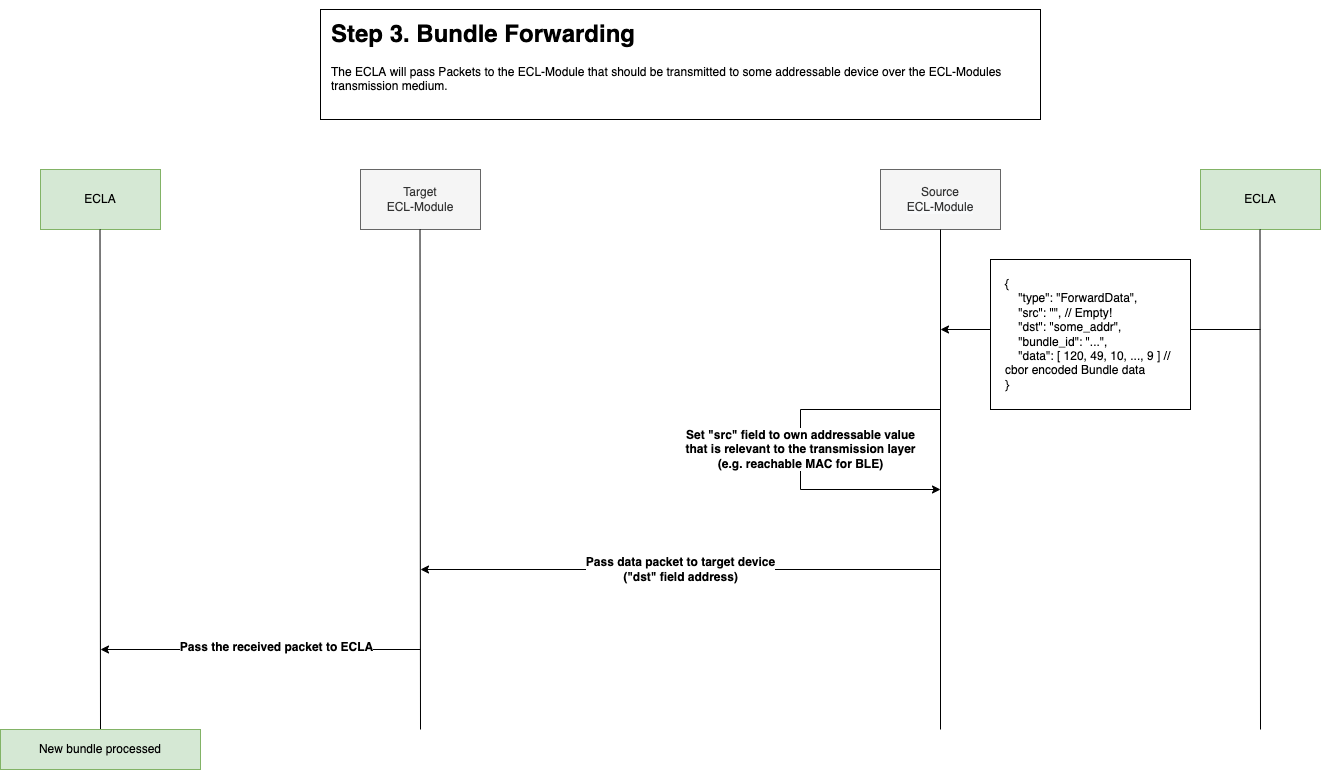 Step 3. Bundle Forwarding
The ECLA will pass Packets to the ECL-Module that should be transmitted to some addressable device over the ECL-Modules
transmission medium.
ECLA
Target
ECL-Module
Source
ECL-Module
ECLA
{
"type": "ForwardData",
"src": "", // Empty!
"dst": "some_addr",
"bundle_id": "...",
"data": [ 120, 49, 10, ..., 9 ] //
cbor encoded Bundle data
}
Set "src" field to own addressable value
that is relevant to the transmission layer
(e.g. reachable MAC for BLE)
Pass data packet to target device
("dst" field address)
Pass the received packet to ECLA
New bundle processed